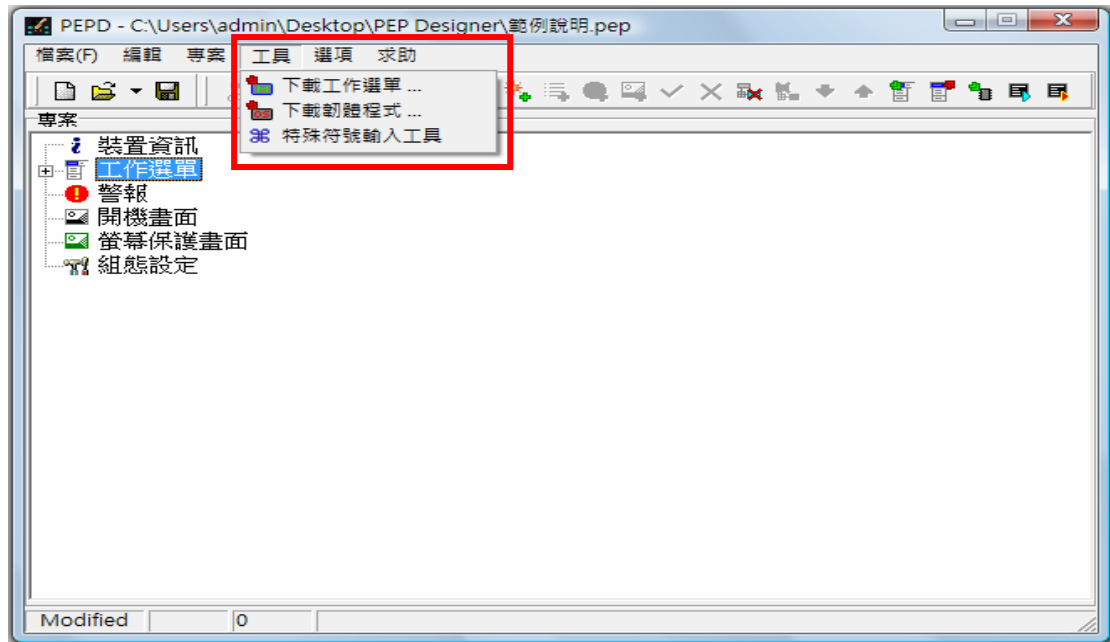 PEPD - C:\Users\admin\Desktop\PEP Designer\範例說明.pep
檔案(F) 編輯 專案 工具 選項 求助
下載工作選單 ...
下載韌體程式 ...
特殊符號輸入工具
專案
裝置資訊
工作選單
警報
開機畫面
螢幕保護畫面
組態設定
Modified 0